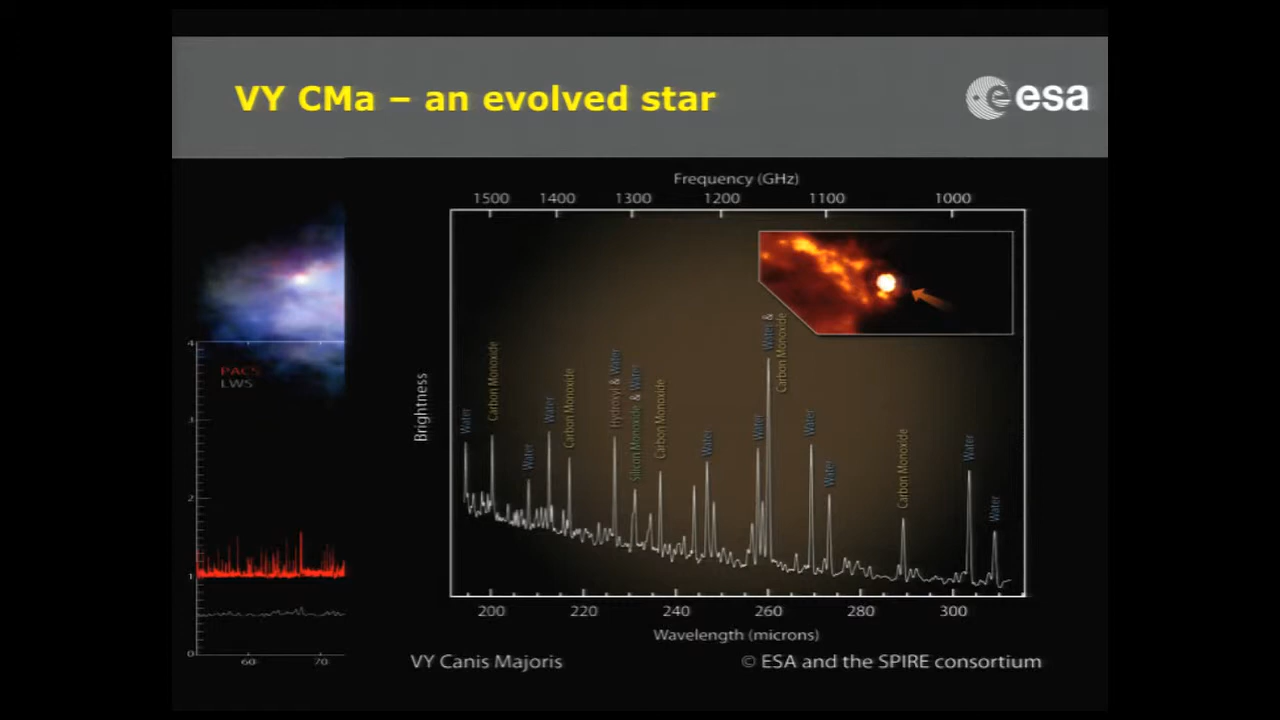 VY CMa – an evolved star
esa
Frequency (GHz)
1500 1400 1300 1200 1100 1000
4
3
2
1
0
60 70
PACS
LWS
Brightness
Water
Carbon Monoxide
Water
Water
Carbon Monoxide
Hydroxyl & Water
Silicon Monoxide & Water
Carbon Monoxide
Water
Water
Water &
Carbon Monoxide
Water
Water
Carbon Monoxide
Water
Water
200 220 240 260 280 300
Wavelength (microns)
VY Canis Majoris
© ESA and the SPIRE consortium